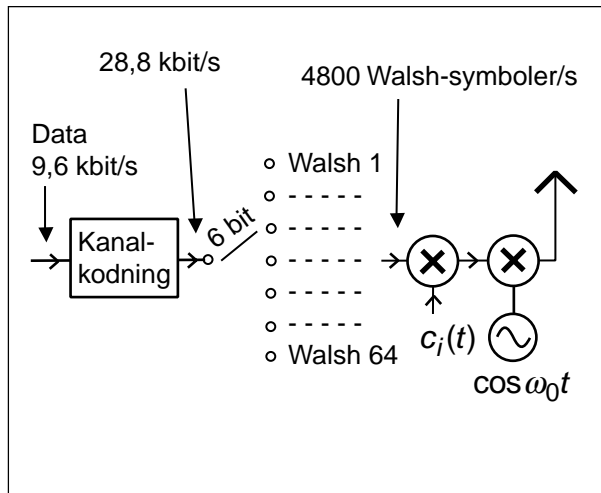 28,8 kbit/s
4800 Walsh-symboler/s
Data
9,6 kbit/s
Kanal-
kodning
6 bit
Walsh 1
- - - - -
- - - - -
- - - - -
- - - - -
- - - - -
Walsh 64
c_i(t)
cos ω₀t